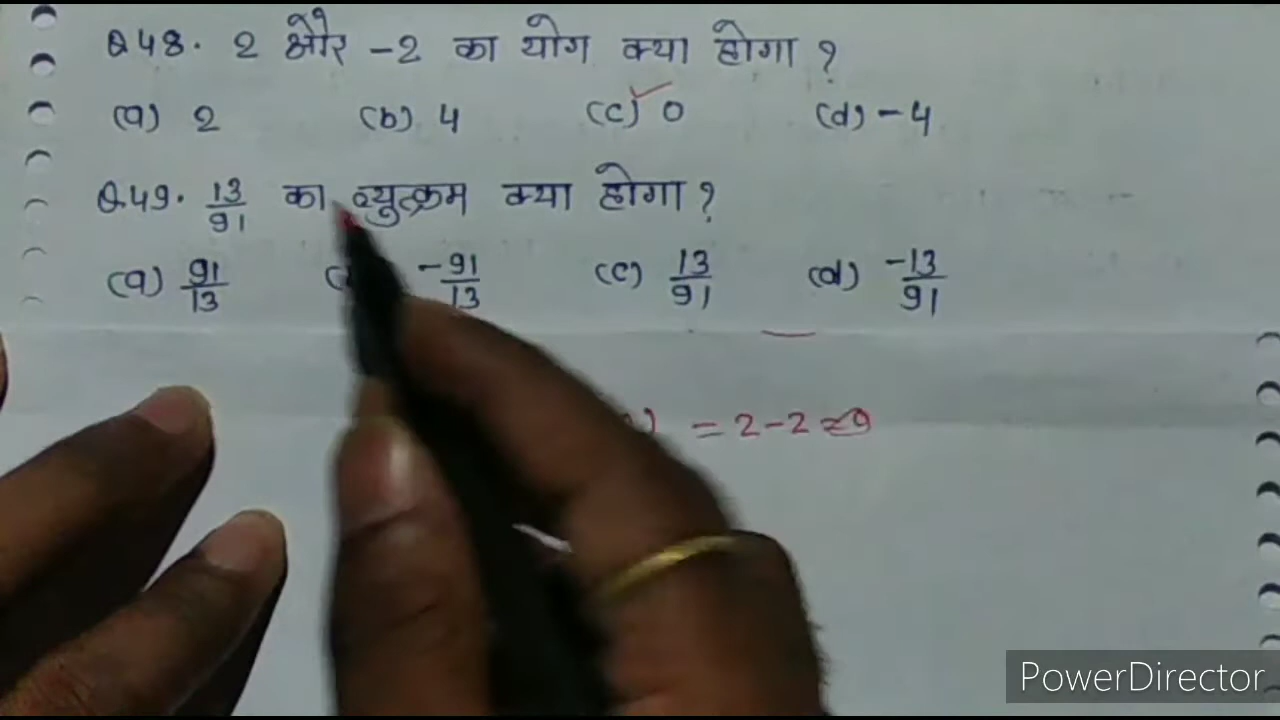 Q48. 2 और -2 का योग क्या होगा ?
(a) 2 (b) 4 (c) 0 (d) -4
Q49. 13/91 का व्युत्क्रम क्या होगा ?
(a) 91/13 -91/13 (c) 13/91 (d) -13/91
= 2-2 = 0
PowerDirector